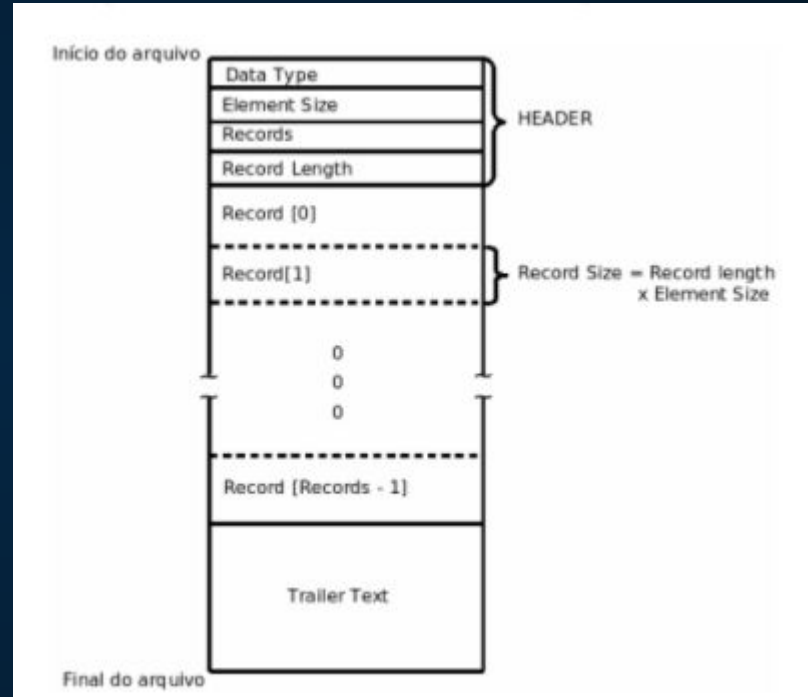 Início do arquivo
Data Type
Element Size
Records
Record Length
HEADER
Record [0]
Record[1]
Record Size = Record length
x Element Size
0
0
0
Record [Records - 1]
Trailer Text
Final do arquivo